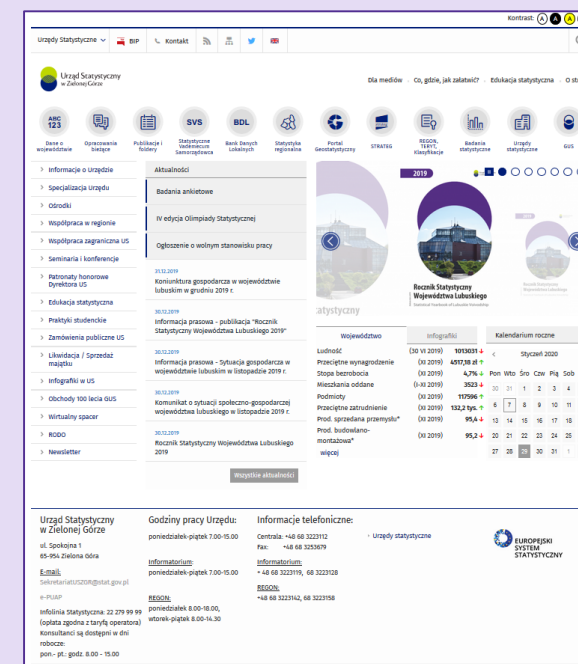 Kontrast: A A A
Urzędy Statystyczne BIP Kontakt
Urząd Statystyczny
w Zielonej Górze
Dla mediów Co, gdzie, jak załatwić? Edukacja statystyczna O
ABC
123
SVS
BDL
Dane o
województwie
Opracowania
bieżące
Publikacje i
foldery
Statystyczne
Vademecum
Samorządowca
Bank Danych
Lokalnych
Statystyka
regionalna
Portal
Geostatystyczny
STRATEG
REGON,
TERYT,
Klasyfikacje
Badania
statystyczne
Urzędy
statystyczne
GUS
Informacje o Urzędzie
Specjalizacja Urzędu
Ośrodki
Współpraca w regionie
Współpraca zagraniczna US
Seminaria i konferencje
Patronaty honorowe
Dyrektora US
Edukacja statystyczna
Praktyki studenckie
Zamówienia publiczne US
Likwidacja / Sprzedaż
majątku
Infografiki w US
Obchody 100 lecia GUS
Wirtualny spacer
RODO
Newsletter
Aktualności
Badania ankietowe
IV edycja Olimpiady Statystycznej
Ogłoszenie o wolnym stanowisku pracy
31.12.2019
Koniunktura gospodarcza w województwie
lubuskim w grudniu 2019 r.
30.12.2019
Informacja prasowa - publikacja "Rocznik
Statystyczny Województwa Lubuskiego 2019"
30.12.2019
Informacja prasowa - Sytuacja gospodarcza w
województwie lubuskim w listopadzie 2019 r.
30.12.2019
Komunikat o sytuacji społeczno-gospodarczej
województwa lubuskiego w listopadzie 2019 r.
30.12.2019
Rocznik Statystyczny Województwa Lubuskiego
2019
Wszystkie aktualności
2019
Rocznik Statystyczny
Województwa Lubuskiego
atystyczny
Województwo Infografiki
Ludność (30 VI 2019) 1013031
Przeciętne wynagrodzenie (XI 2019) 4517,18 zł
Stopa bezrobocia (XI 2019) 4,7%
Mieszkania oddane (I-XI 2019) 3523
Podmioty (XI 2019) 117596
Przeciętne zatrudnienie (XI 2019) 132,2 tys.
Prod. sprzedana przemysłu* (XI 2019) 95,4
Prod. budowlano-
montażowa* (XI 2019) 95,2
więcej
Kalendarium roczne
< Styczeń 2020
Pon Wto Śro Czw Pią Sob
30 31 1 2 3 4
6 7 8 9 10 11
13 14 15 16 17 18
20 21 22 23 24 25
27 28 29 30 31 1
Urząd Statystyczny
w Zielonej Górze
ul. Spokojna 1
65-954 Zielona Góra
E-mail:
SekretariatUSZGR@stat.gov.pl
e-PUAP
Infolinia Statystyczna: 22 279 99 99
(opłata zgodna z taryfą operatora)
Konsultanci są dostępni w dni
robocze:
pon.- pt.: godz. 8.00 - 15.00
Godziny pracy Urzędu:
poniedziałek-piątek 7.00-15.00
Informatorium:
poniedziałek-piątek 7.00-15.00
REGON:
poniedziałek 8.00-18.00,
wtorek-piątek 8.00-14.30
Informacje telefoniczne:
Centrala: +48 68 3223112
Fax: +48 68 3253679
Informatorium:
+ 48 68 3223119, 68 3223128
REGON:
+48 68 3223142, 68 3223158
Urzędy statystyczne
EUROPEJSKI
SYSTEM
STATYSTYCZNY